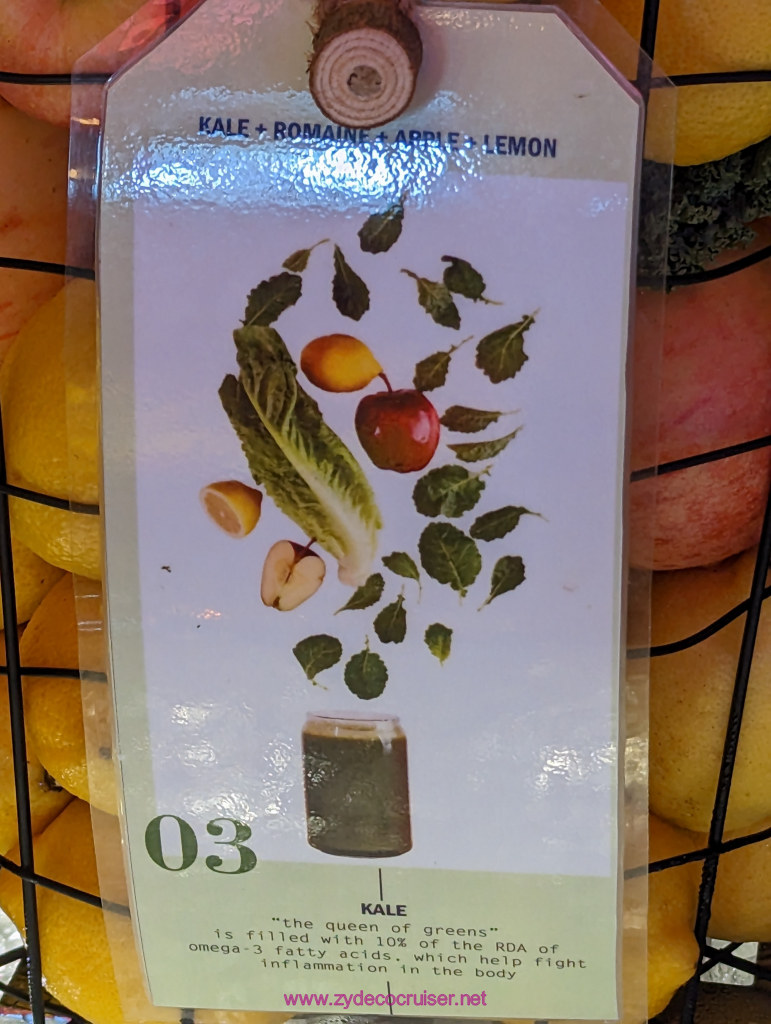 KALE + ROMAINE + APPLE + LEMON
03
KALE
"the queen of greens"
is filled with 10% of the RDA of
omega-3 fatty acids. which help fight
inflammation in the body
www.zydecocruiser.net